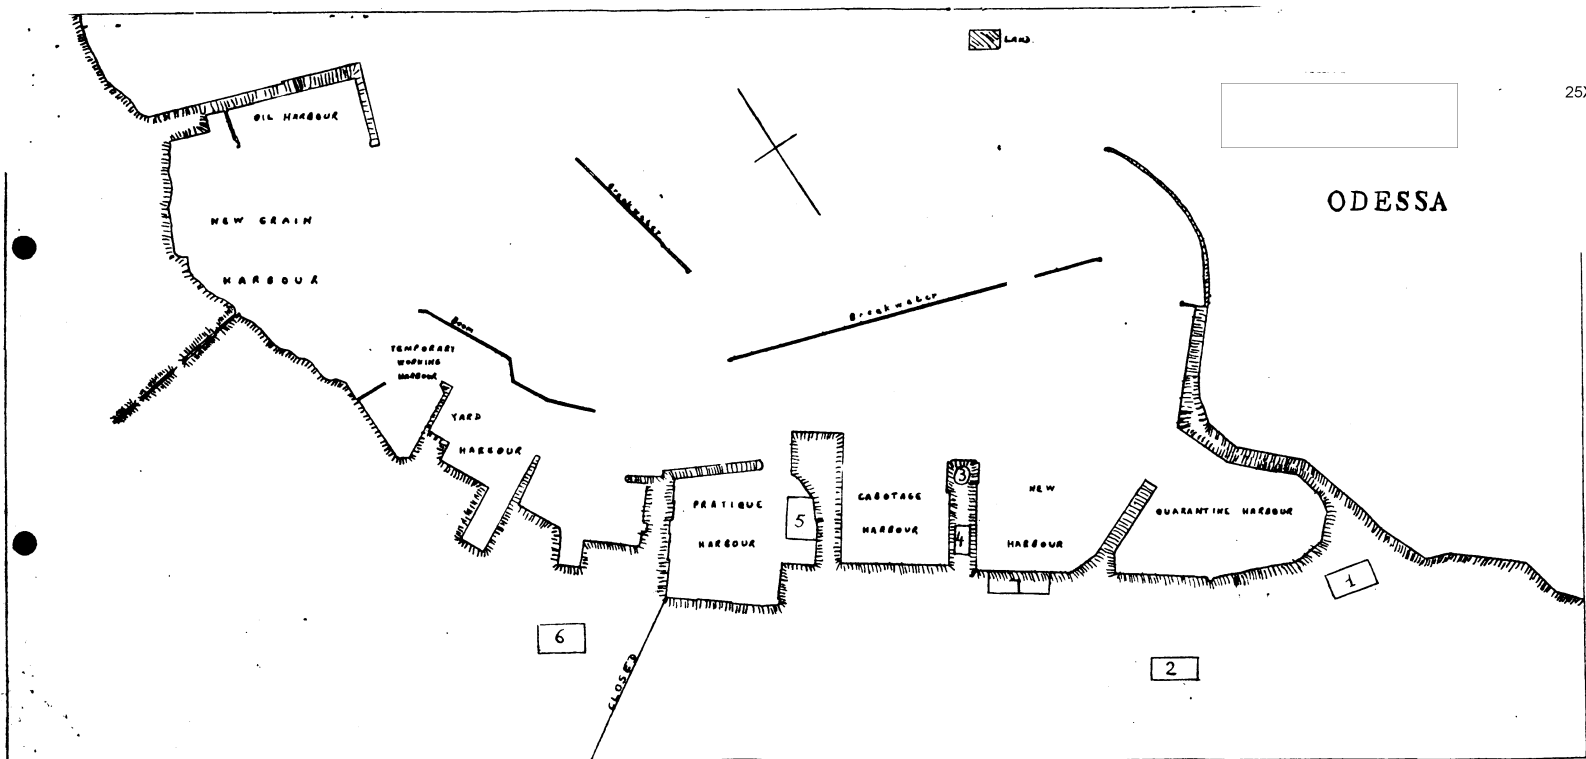 LAND.
25X
ODESSA
OIL HARBOUR
NEW GRAIN
HARBOUR
Breakwater
Breakwater
Boom
TEMPORARY
WORKING
HARBOUR
YARD
HARBOUR
PRATIQUE
HARBOUR
5
CABOTAGE
HARBOUR
3
4
NEW
HARBOUR
QUARANTINE HARBOUR
1
2
6
CLOSED